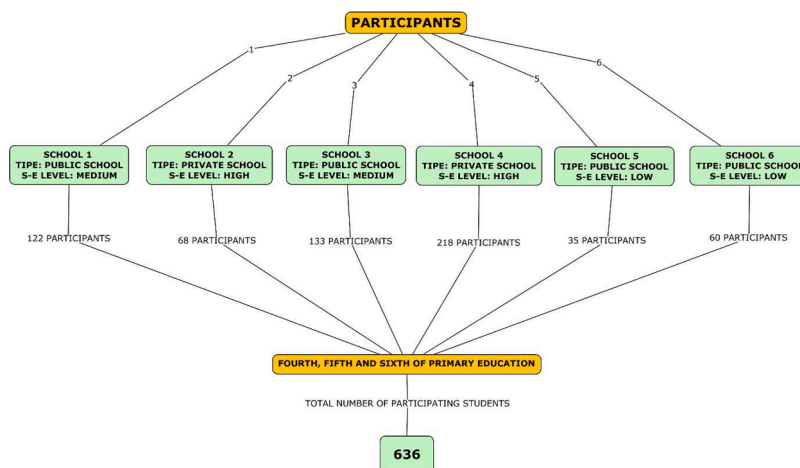 PARTICIPANTS
1
2
3
4
5
6
SCHOOL 1
TIPE: PUBLIC SCHOOL
S-E LEVEL: MEDIUM
SCHOOL 2
TIPE: PRIVATE SCHOOL
S-E LEVEL: HIGH
SCHOOL 3
TIPE: PUBLIC SCHOOL
S-E LEVEL: MEDIUM
SCHOOL 4
TIPE: PRIVATE SCHOOL
S-E LEVEL: HIGH
SCHOOL 5
TIPE: PUBLIC SCHOOL
S-E LEVEL: LOW
SCHOOL 6
TIPE: PUBLIC SCHOOL
S-E LEVEL: LOW
122 PARTICIPANTS
68 PARTICIPANTS
133 PARTICIPANTS
218 PARTICIPANTS
35 PARTICIPANTS
60 PARTICIPANTS
FOURTH, FIFTH AND SIXTH OF PRIMARY EDUCATION
TOTAL NUMBER OF PARTICIPATING STUDENTS
636